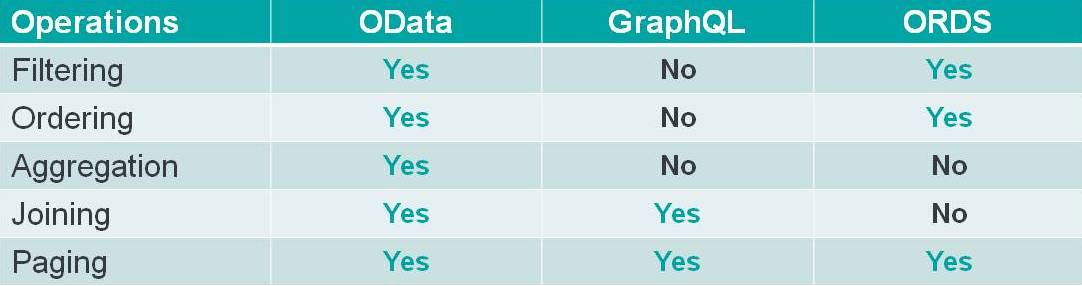 Operations OData GraphQL ORDS
Filtering Yes No Yes
Ordering Yes No Yes
Aggregation Yes No No
Joining Yes Yes No
Paging Yes Yes Yes